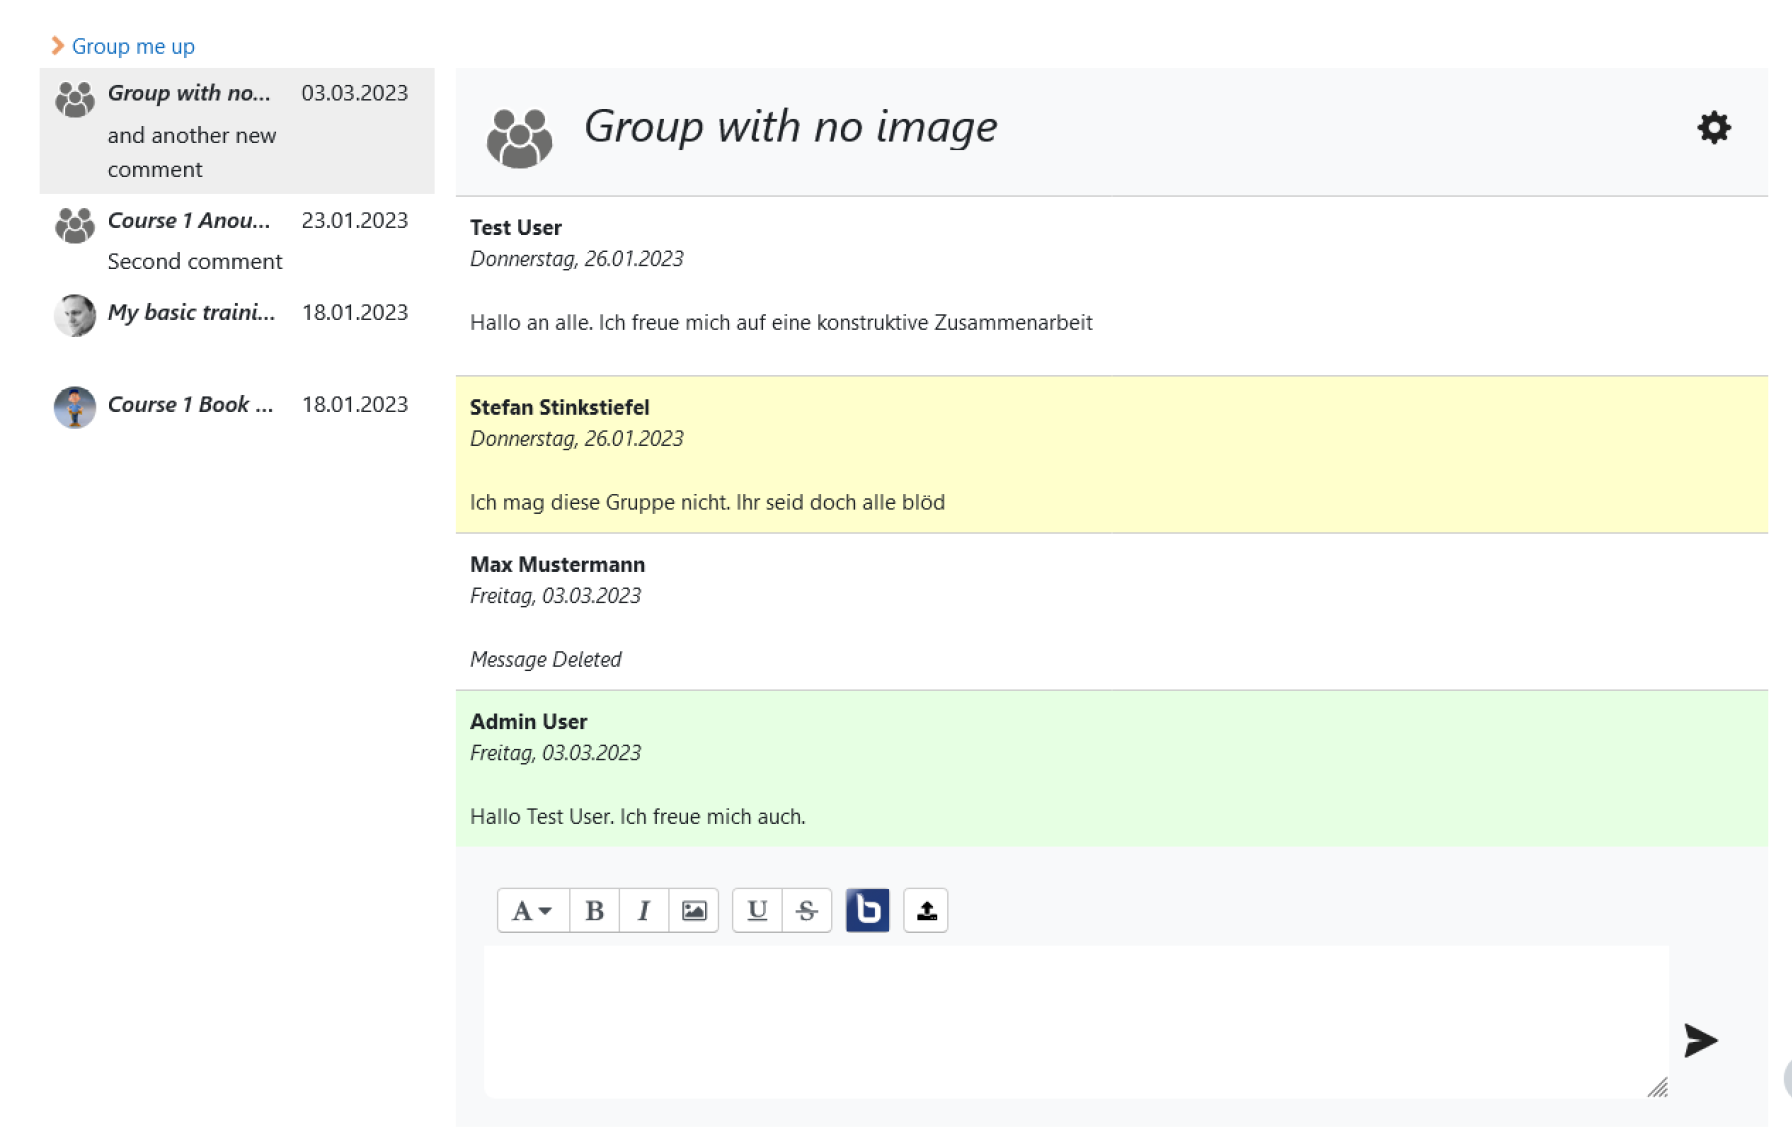 Group me up
Group with no... 03.03.2023
and another new
comment
Course 1 Anou... 23.01.2023
Second comment
My basic traini... 18.01.2023
Course 1 Book ... 18.01.2023
Group with no image
Test User
Donnerstag, 26.01.2023
Hallo an alle. Ich freue mich auf eine konstruktive Zusammenarbeit
Stefan Stinkstiefel
Donnerstag, 26.01.2023
Ich mag diese Gruppe nicht. Ihr seid doch alle blöd
Max Mustermann
Freitag, 03.03.2023
Message Deleted
Admin User
Freitag, 03.03.2023
Hallo Test User. Ich freue mich auch.
A B I U S b